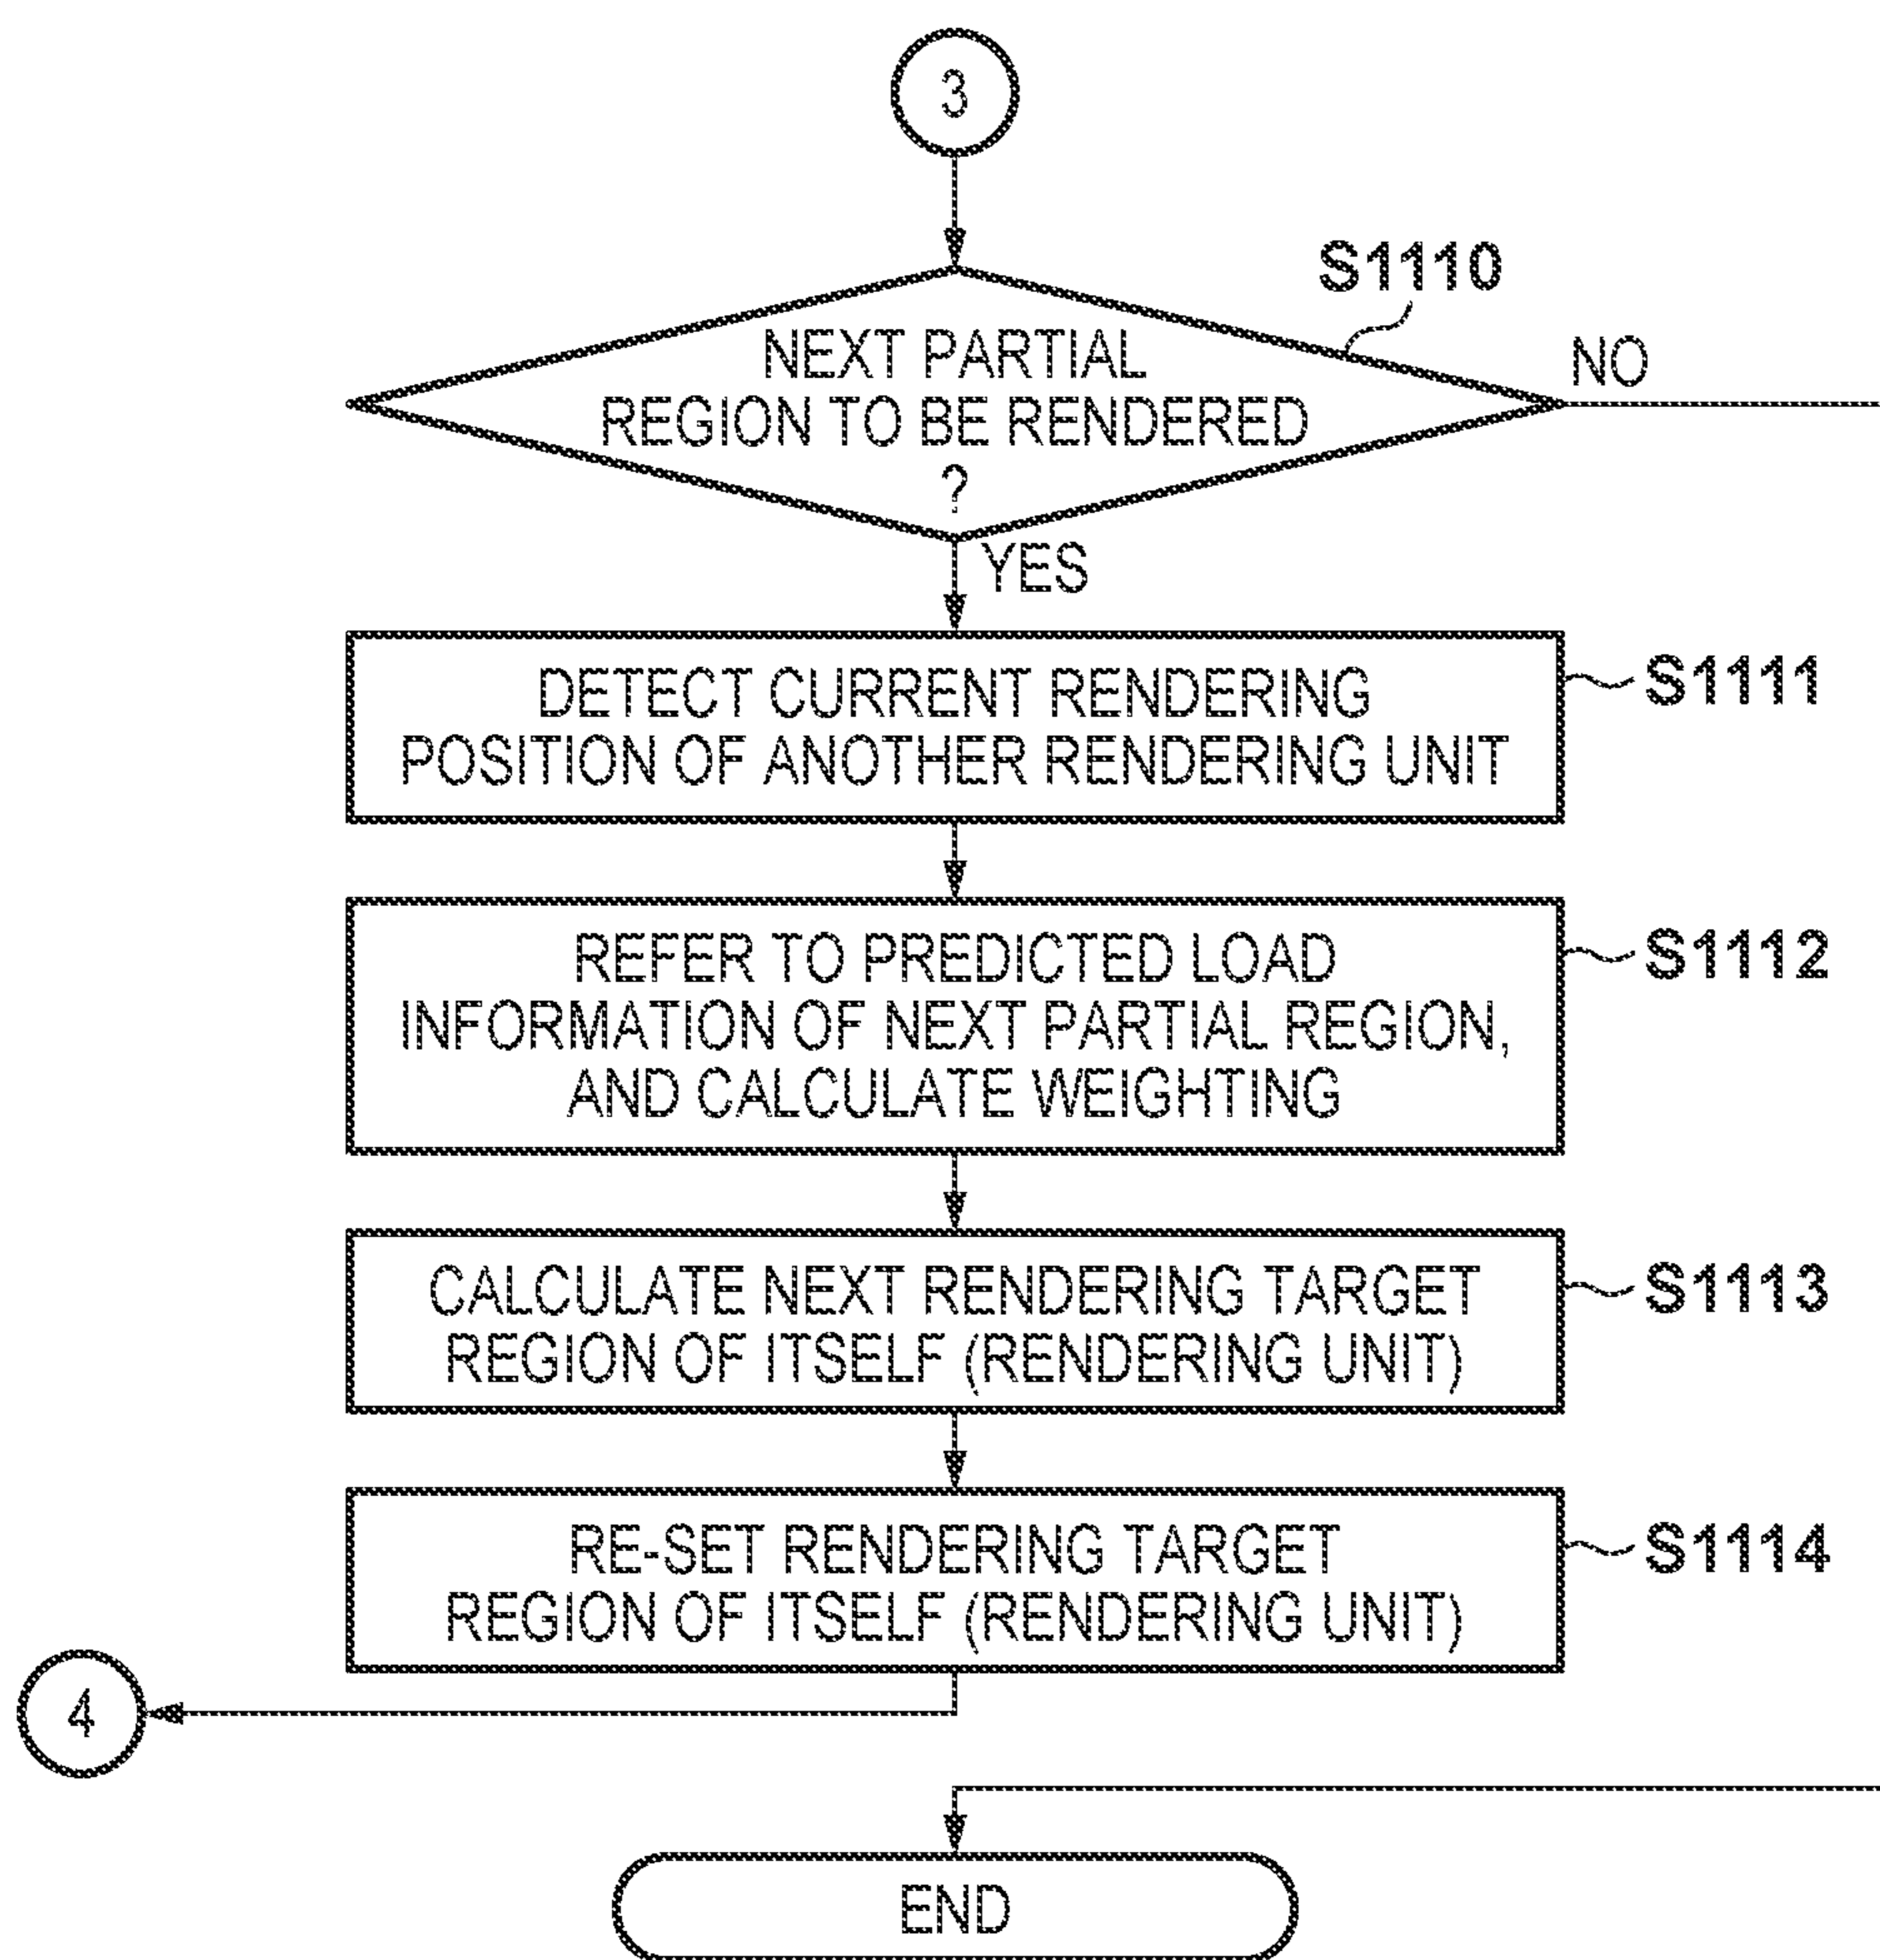 3
S1110
NEXT PARTIAL
REGION TO BE RENDERED
?
NO
YES
DETECT CURRENT RENDERING
POSITION OF ANOTHER RENDERING UNIT
S1111
REFER TO PREDICTED LOAD
INFORMATION OF NEXT PARTIAL REGION,
AND CALCULATE WEIGHTING
S1112
CALCULATE NEXT RENDERING TARGET
REGION OF ITSELF (RENDERING UNIT)
S1113
RE-SET RENDERING TARGET
REGION OF ITSELF (RENDERING UNIT)
S1114
4
END